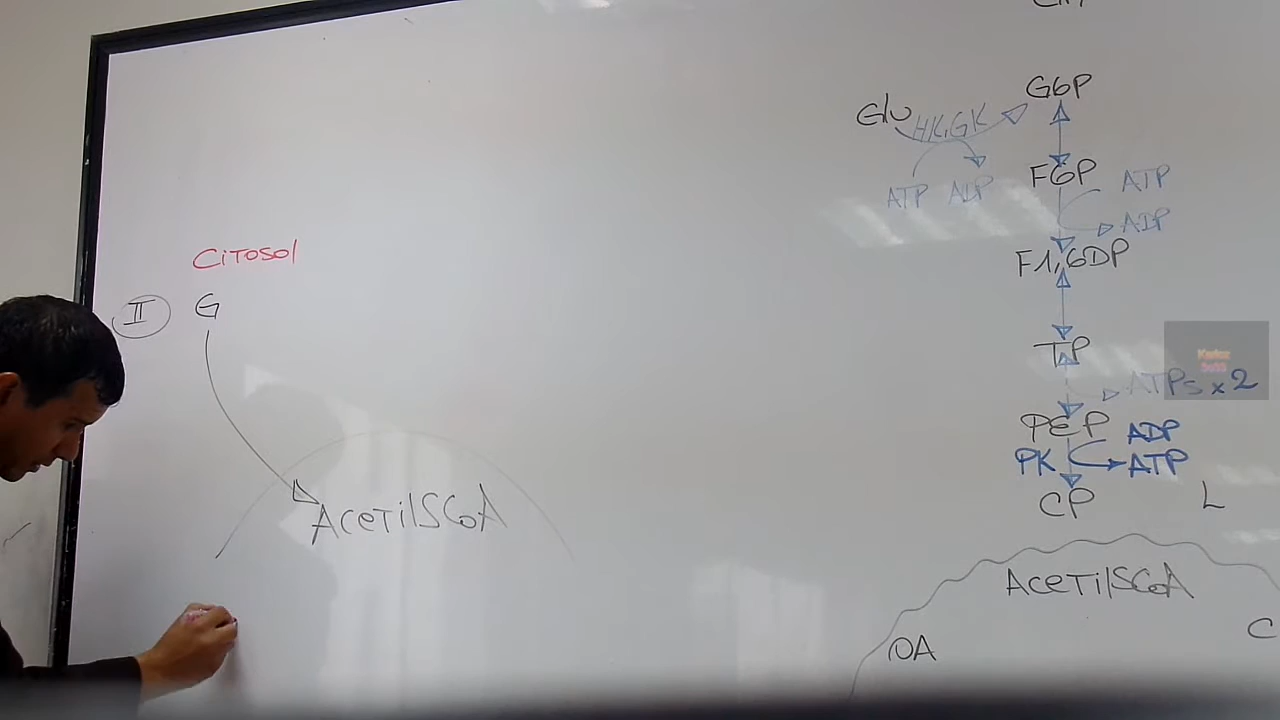 Citosol
II G
AcetilSCoA
G6P
Glu HK,GK
F6P ATP
ATP ADP
ADP
F1,6DP
TP
ATPs x 2
PEP ADP
PK ATP
CP L
AcetilSCoA
OA C